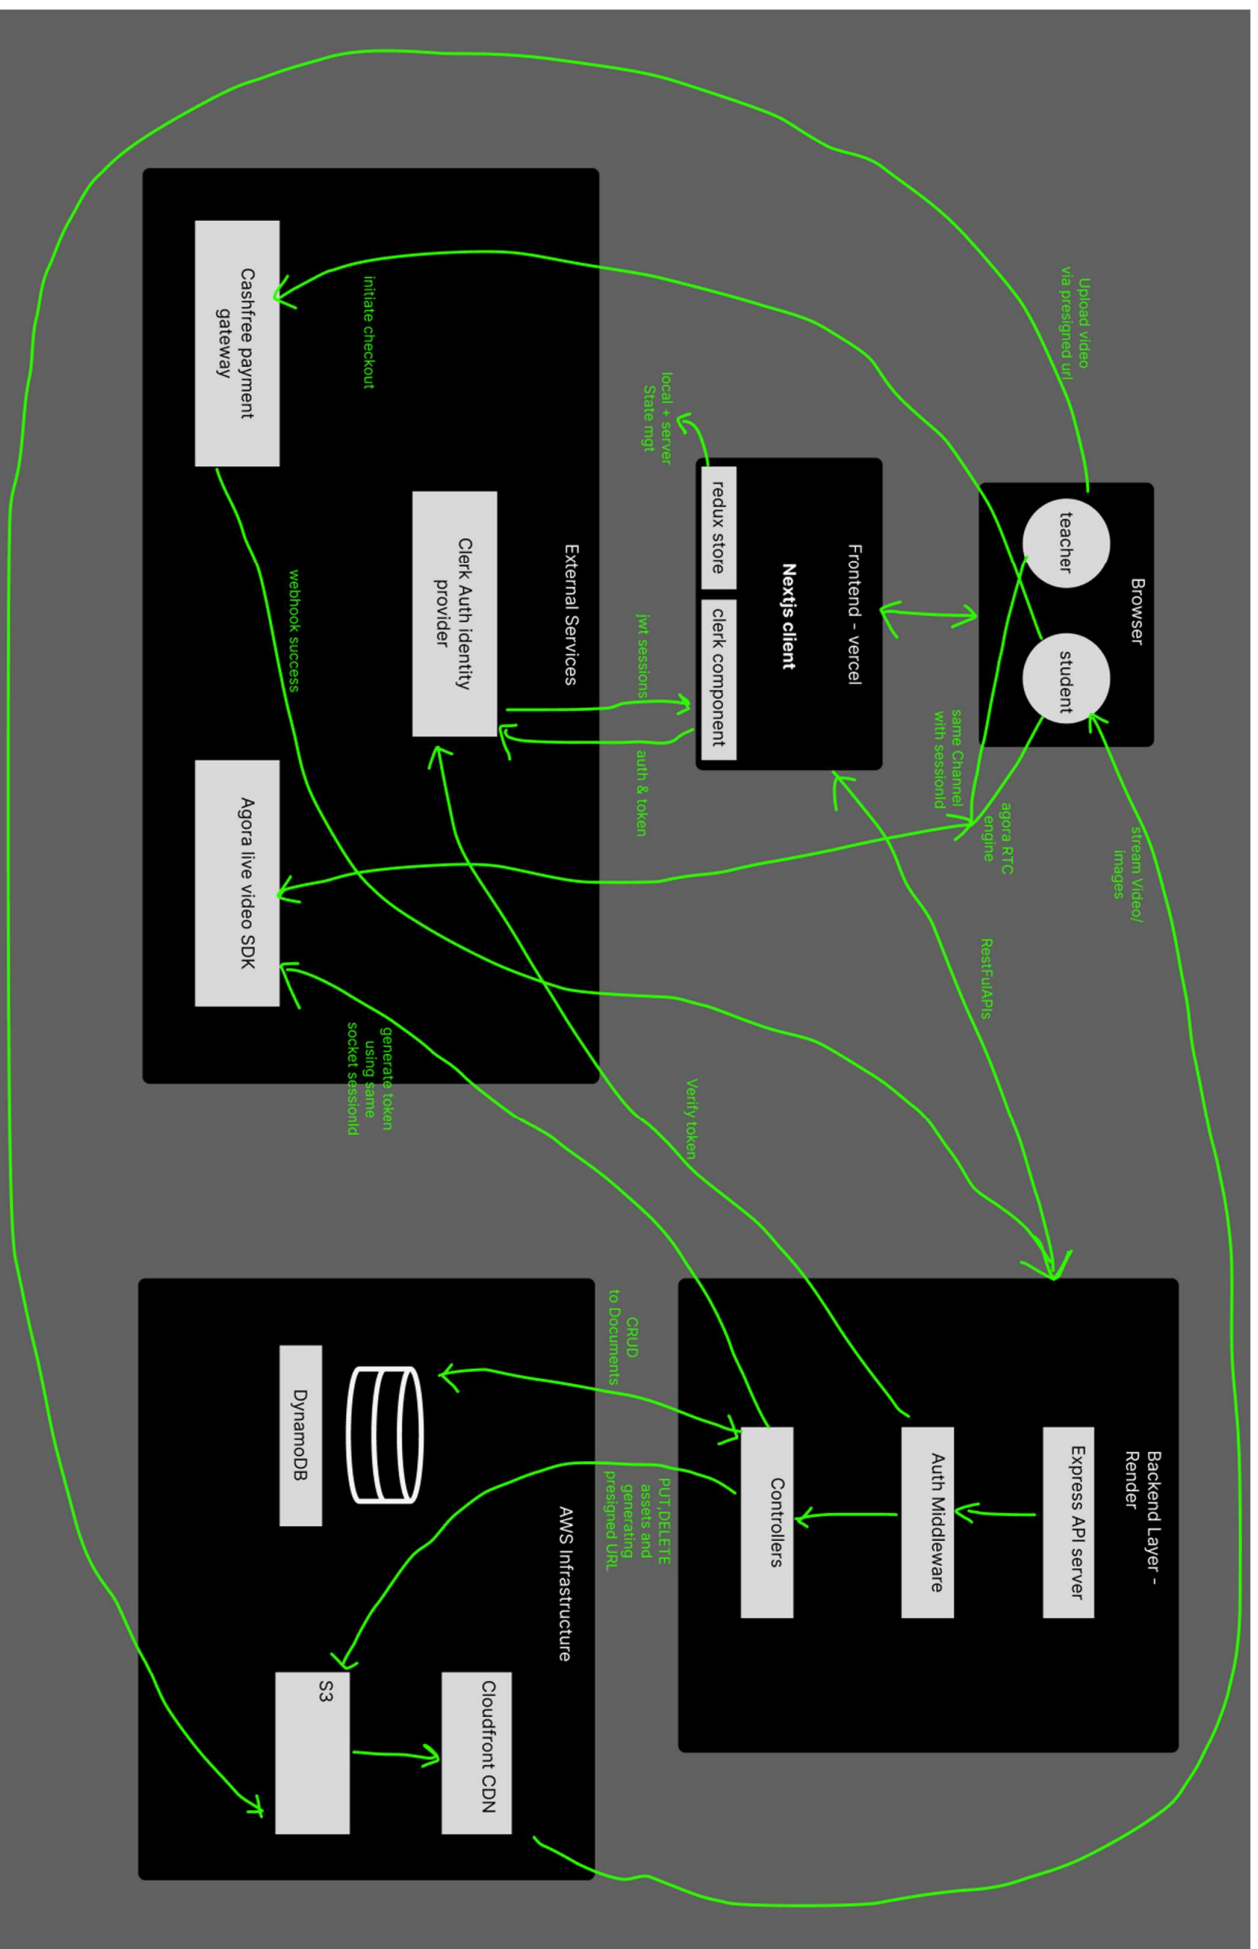 Browser
teacher
student
Upload video
via presigned url
stream Video/
images
same Channel
with sessionId
agora RTC
engine
Frontend - vercel
Nextjs client
redux store
clerk component
local + server
State mgt
RestFulAPIs
jwt sessions
auth & token
External Services
Clerk Auth identity
provider
Cashfree payment
gateway
Agora live video SDK
initiate checkout
webhook success
generate token
using same
socket sessionId
Verify token
Backend Layer -
Render
Express API server
Auth Middleware
Controllers
CRUD
to Documents
PUT,DELETE
assets and
generating
presigned URL
AWS Infrastructure
DynamoDB
Cloudfront CDN
S3